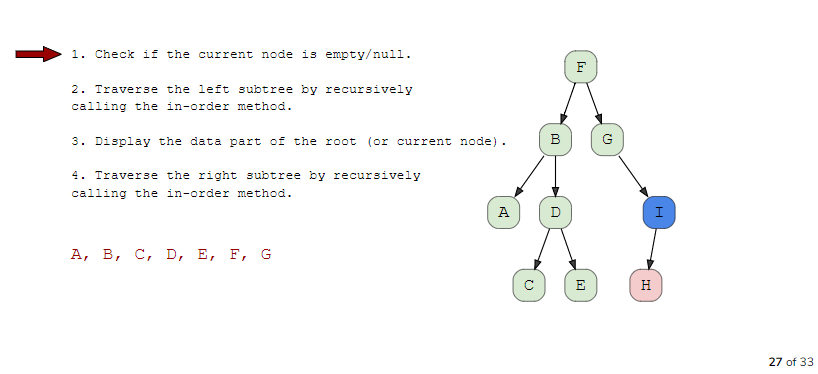 1. Check if the current node is empty/null.
2. Traverse the left subtree by recursively
calling the in-order method.
3. Display the data part of the root (or current node).
4. Traverse the right subtree by recursively
calling the in-order method.
A, B, C, D, E, F, G
F
B
G
A
D
I
C
E
H
27 of 33